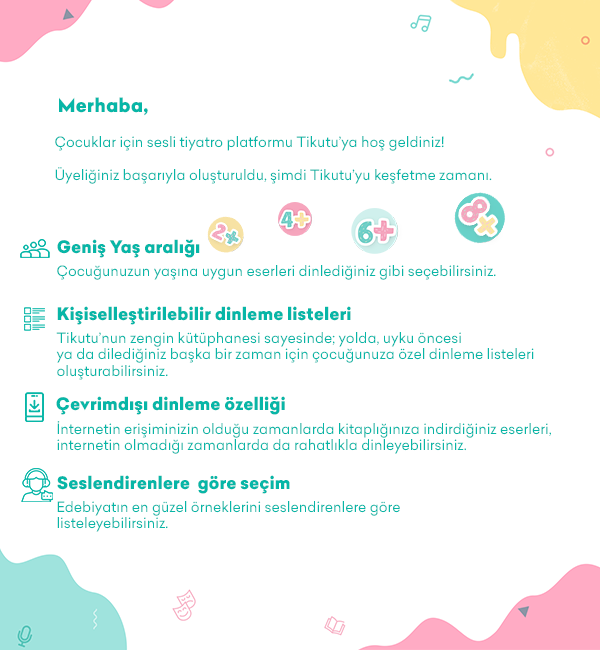 Merhaba,
Çocuklar için sesli tiyatro platformu Tikutu'ya hoş geldiniz!
Üyeliğiniz başarıyla oluşturuldu, şimdi Tikutu'yu keşfetme zamanı.
2+ 4+ 6+ 8+
Geniş Yaş aralığı
Çocuğunuzun yaşına uygun eserleri dinlediğiniz gibi seçebilirsiniz.
Kişiselleştirilebilir dinleme listeleri
Tikutu'nun zengin kütüphanesi sayesinde; yolda, uyku öncesi
ya da dilediğiniz başka bir zaman için çocuğunuza özel dinleme listeleri
oluşturabilirsiniz.
Çevrimdışı dinleme özelliği
İnternetin erişiminizin olduğu zamanlarda kitaplığınıza indirdiğiniz eserleri,
internetin olmadığı zamanlarda da rahatlıkla dinleyebilirsiniz.
Seslendirenlere göre seçim
Edebiyatın en güzel örneklerini seslendirenlere göre
listeleyebilirsiniz.